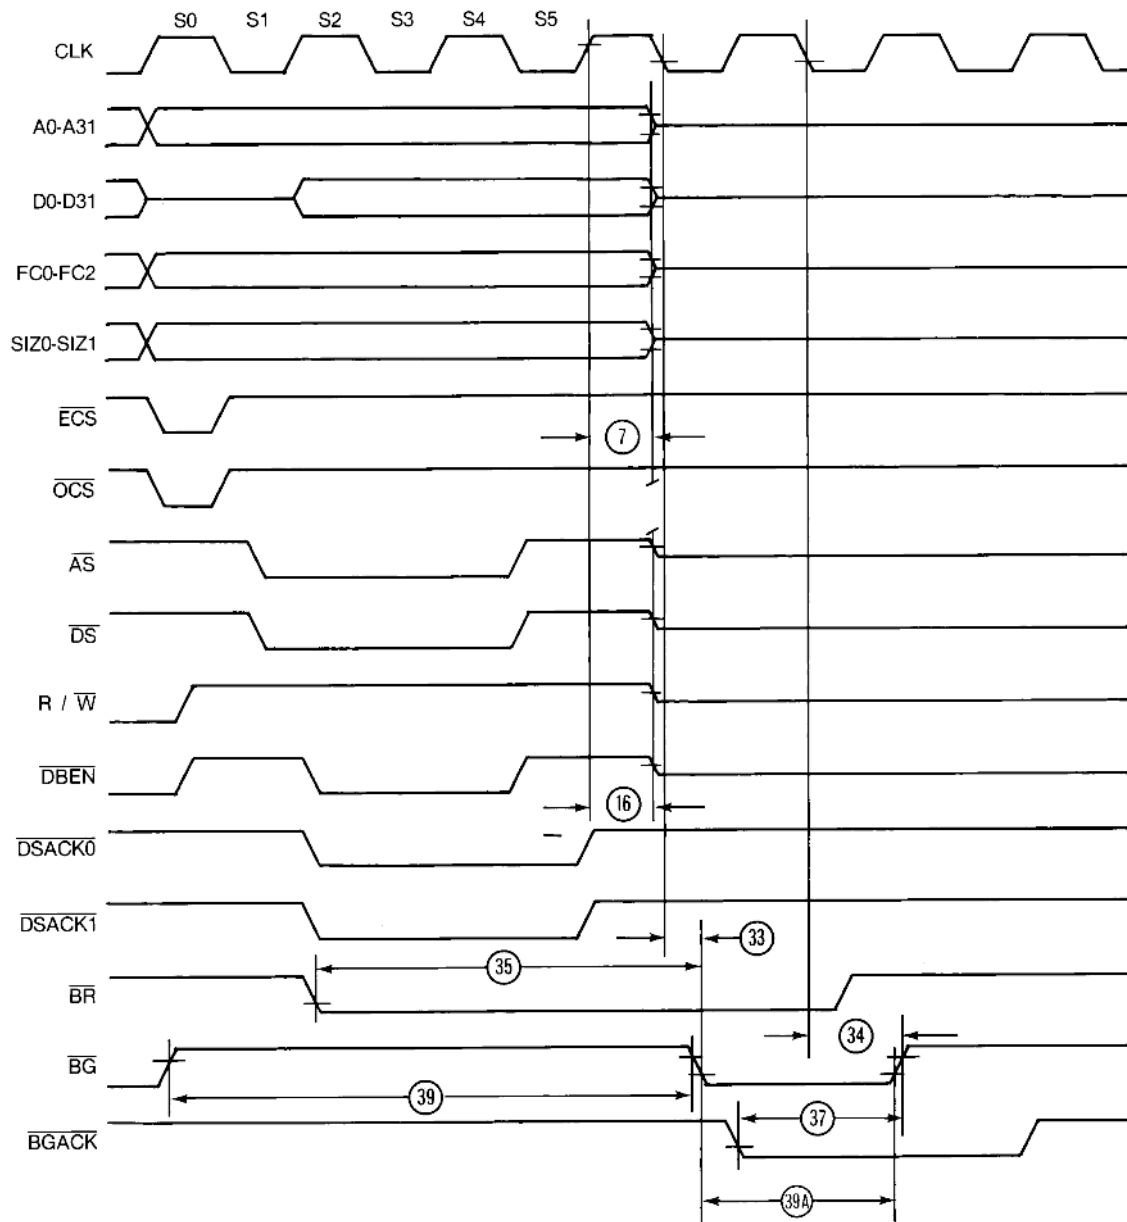 S0 S1 S2 S3 S4 S5
CLK
A0-A31
D0-D31
FC0-FC2
SIZ0-SIZ1
ECS
7
OCS
AS
DS
R / W
DBEN
16
DSACK0
DSACK1
33
35
BR
34
BG
39
37
BGACK
39A